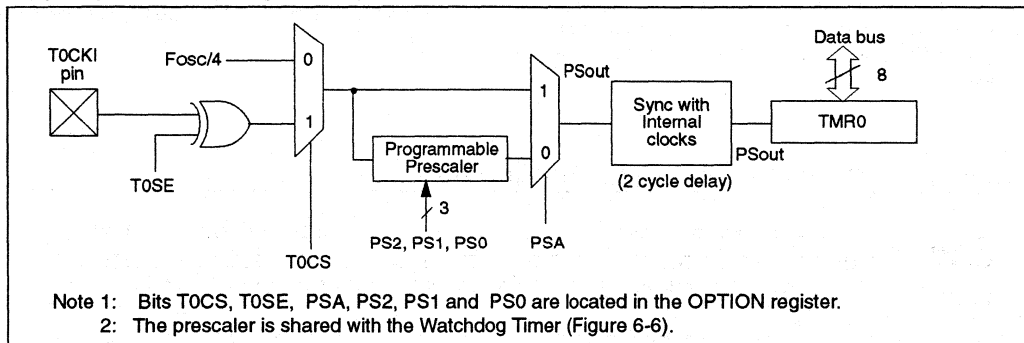 T0CKI
pin
Fosc/4
0
1
T0SE
T0CS
Programmable
Prescaler
3
PS2, PS1, PS0
1
0
PSA
PSout
Sync with
Internal
clocks
(2 cycle delay)
PSout
Data bus
8
TMR0
Note 1: Bits T0CS, T0SE, PSA, PS2, PS1 and PS0 are located in the OPTION register.
2: The prescaler is shared with the Watchdog Timer (Figure 6-6).